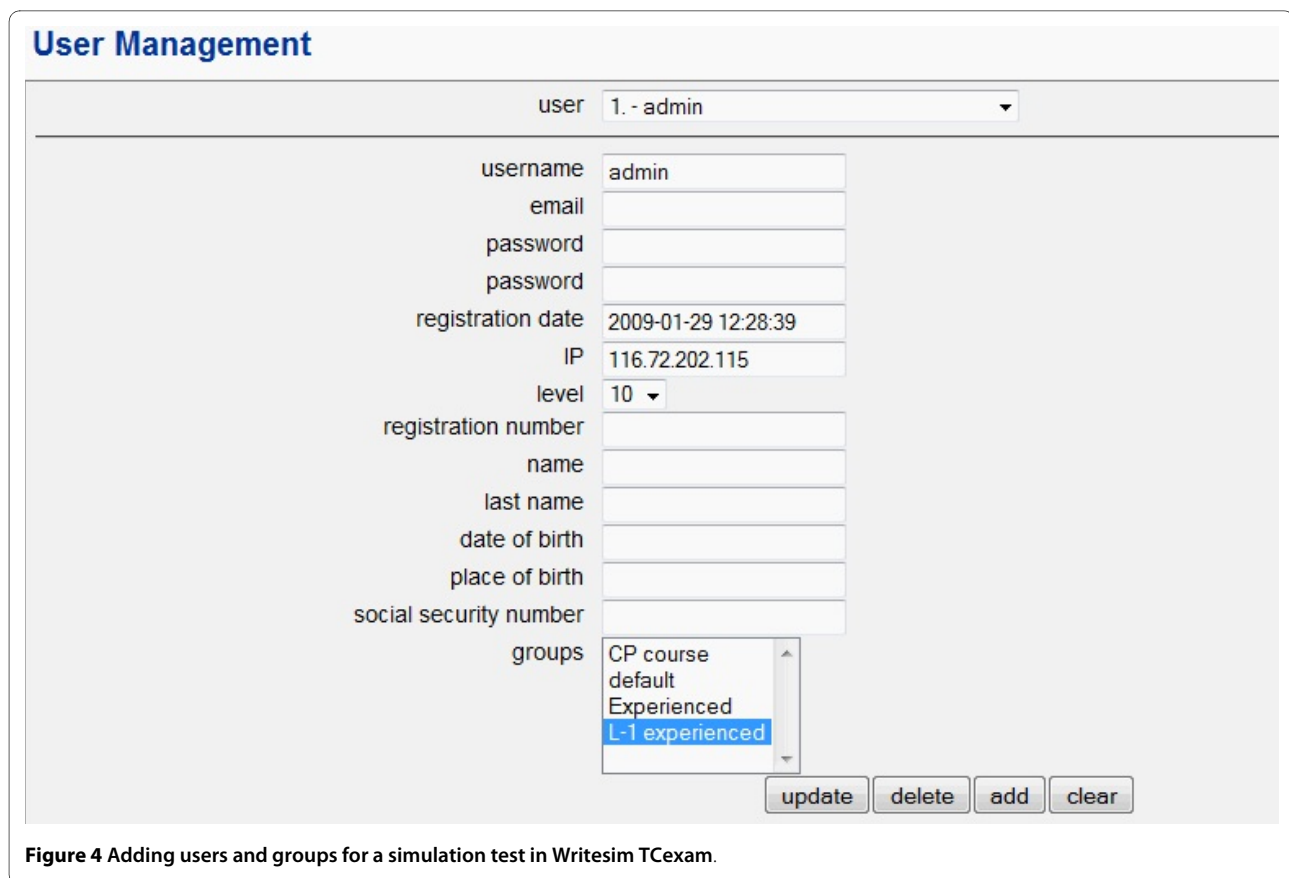 User Management
user 1. - admin
username admin
email
password
password
registration date 2009-01-29 12:28:39
IP 116.72.202.115
level 10
registration number
name
last name
date of birth
place of birth
social security number
groups CP course
default
Experienced
L-1 experienced
update delete add clear
Figure 4 Adding users and groups for a simulation test in Writesim TCexam.